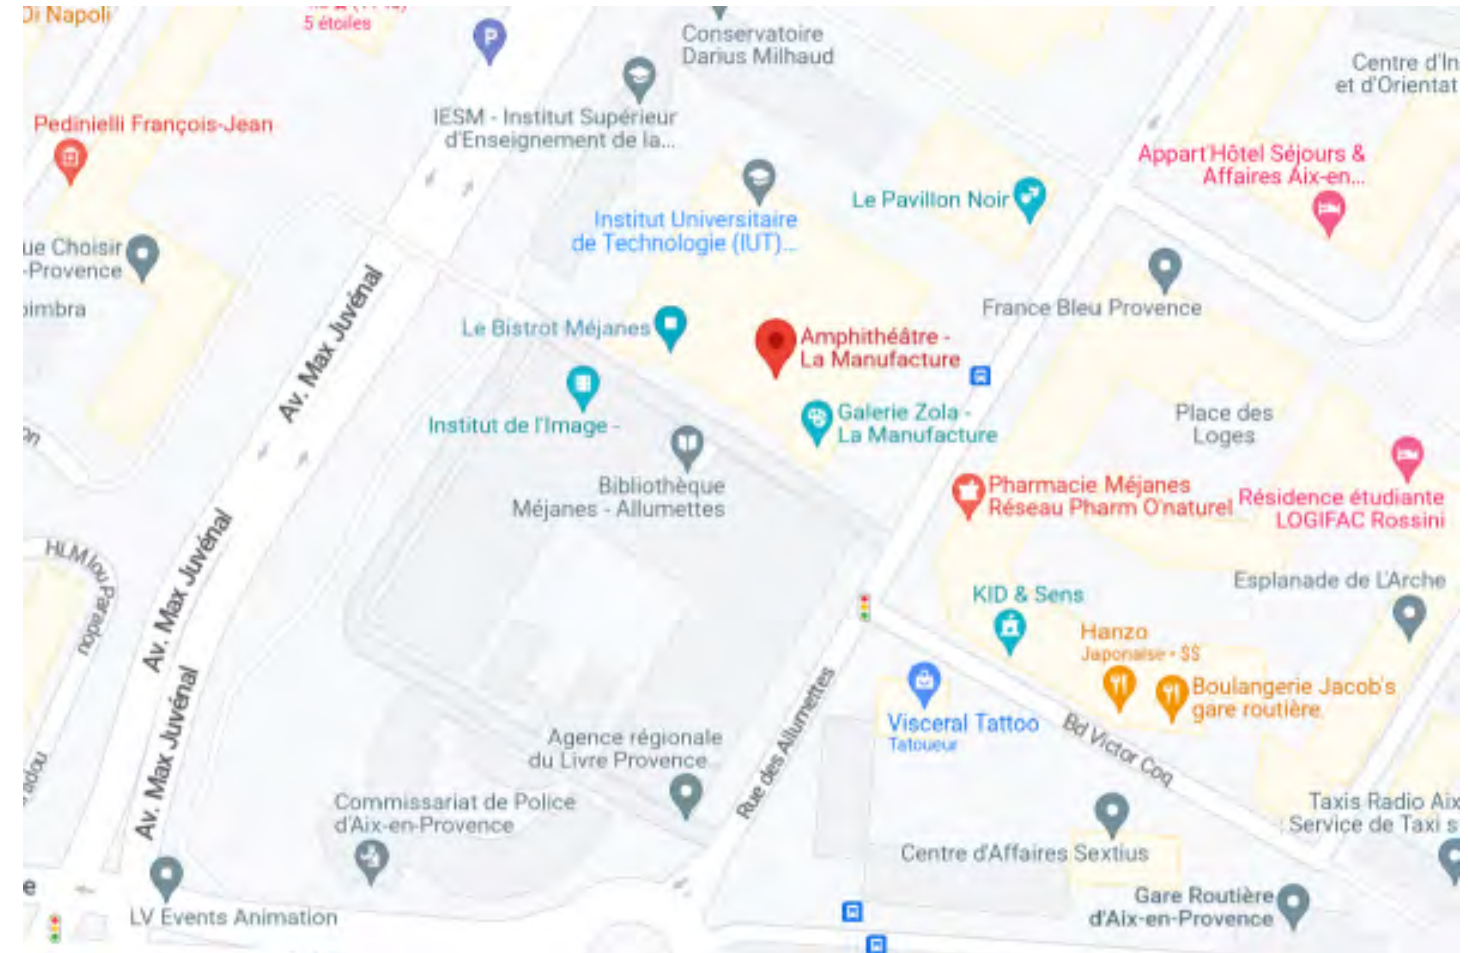 Di Napoli
5 étoiles
Conservatoire
Darius Milhaud
Centre d'In
et d'Orientat
P
IESM - Institut Supérieur
d'Enseignement de la...
Pedinielli François-Jean
Appart'Hôtel Séjours &
Affaires Aix-en...
Le Pavillon Noir
Institut Universitaire
de Technologie (IUT)...
ue Choisir
-Provence
oimbra
France Bleu Provence
Av. Max Juvénal
Le Bistrot Méjanes
Amphithéâtre -
La Manufacture
Institut de l'Image -
Galerie Zola -
La Manufacture
Place des
Loges
on
Bibliothèque
Méjanes - Allumettes
Pharmacie Méjanes
Réseau Pharm O'naturel
Résidence étudiante
LOGIFAC Rossini
HLM lou Paradou
Av. Max Juvénal
KID & Sens
Esplanade de L'Arche
Hanzo
Japonaise • $$
Boulangerie Jacob's
gare routière
Visceral Tattoo
Tatoueur
Bd Victor Coq
Rue des Allumettes
Av. Max Juvénal
adou
Agence régionale
du Livre Provence...
Commissariat de Police
d'Aix-en-Provence
Taxis Radio Aix
: Service de Taxi s
Centre d'Affaires Sextius
e
LV Events Animation
Gare Routière
d'Aix-en-Provence